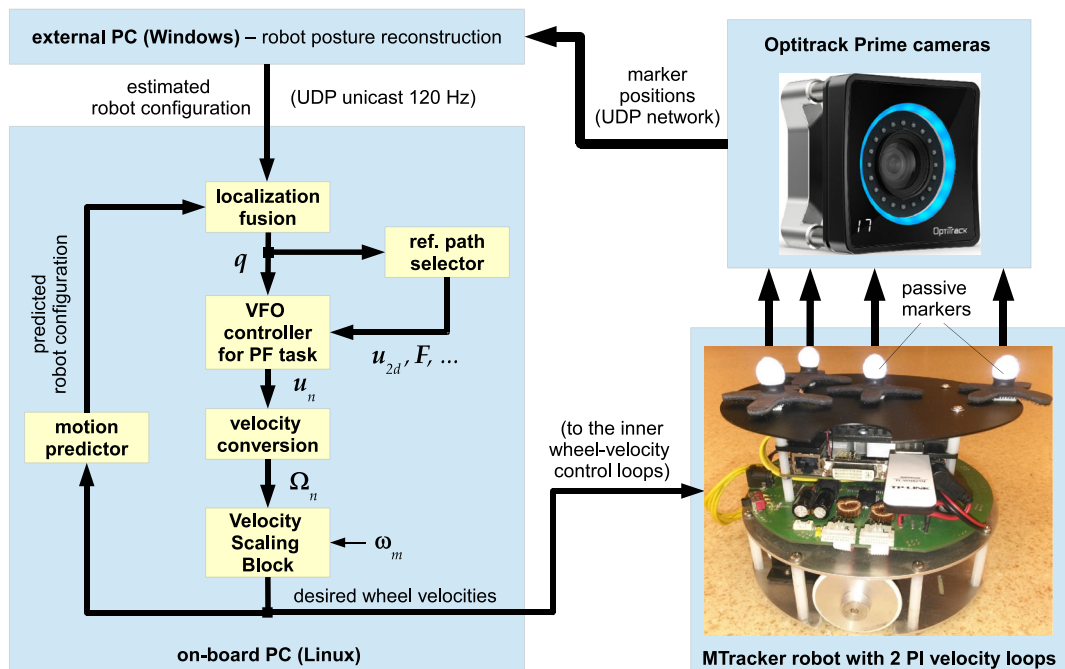 external PC (Windows) – robot posture reconstruction
estimated
robot configuration
(UDP unicast 120 Hz)
marker
positions
(UDP network)
Optitrack Prime cameras
17
OptiTrack
localization
fusion
q
ref. path
selector
predicted
robot configuration
VFO
controller
for PF task
u2d, F, ...
un
motion
predictor
velocity
conversion
Ωn
Velocity
Scaling
Block
ωm
desired wheel velocities
on-board PC (Linux)
(to the inner
wheel-velocity
control loops)
passive
markers
TP-LINK
MTracker robot with 2 PI velocity loops